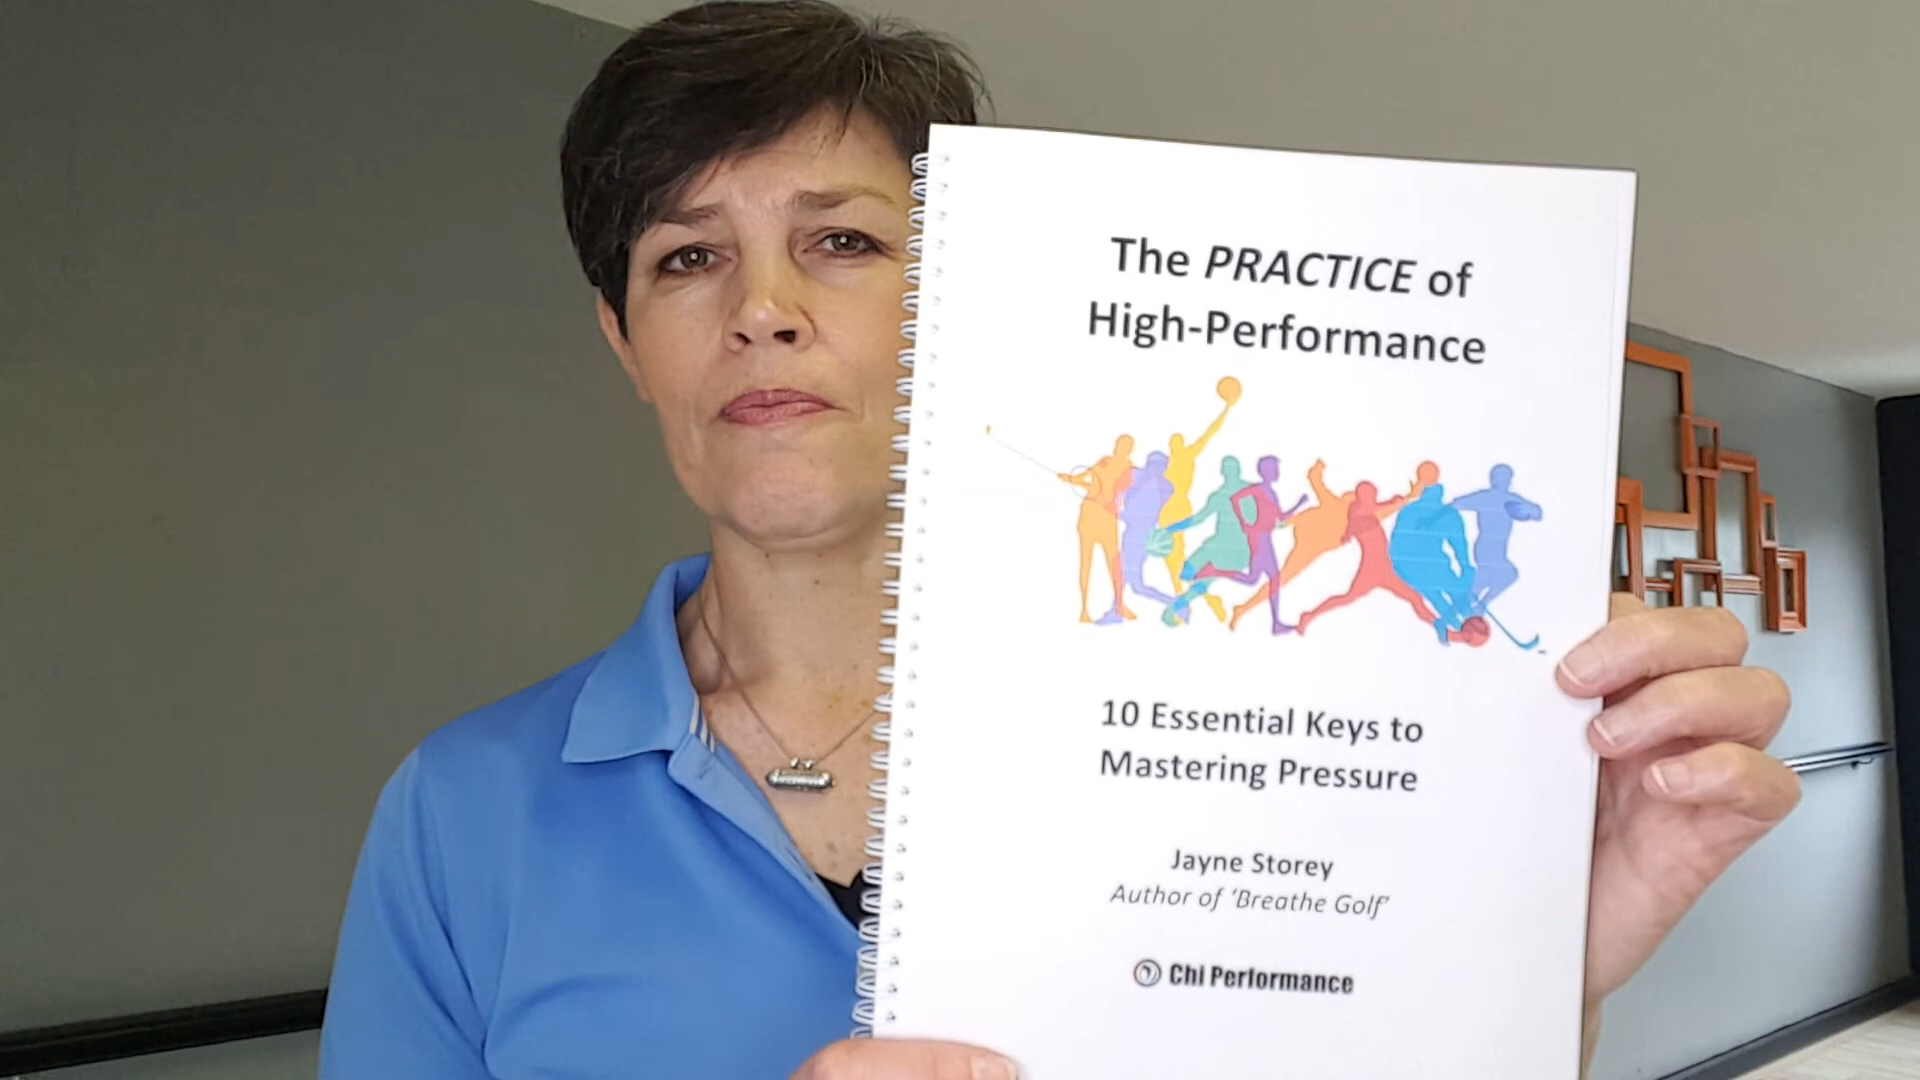 The PRACTICE of
High-Performance
10 Essential Keys to
Mastering Pressure
Jayne Storey
Author of ‘Breathe Golf’
Chi Performance